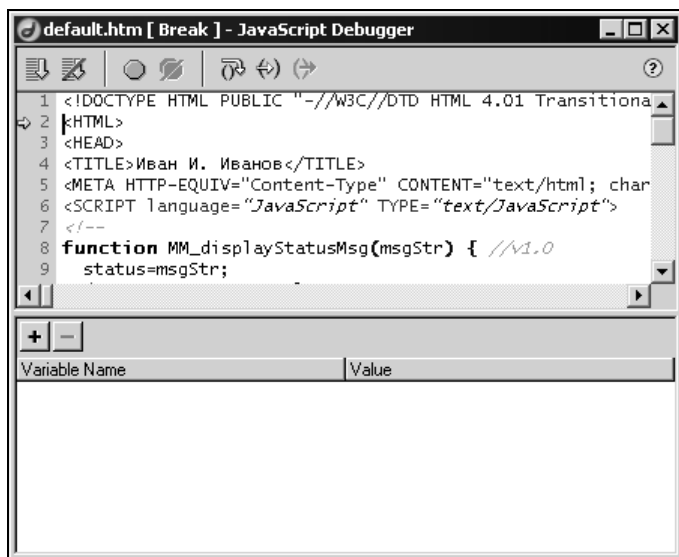 default.htm [ Break ] - JavaScript Debugger
1 <!DOCTYPE HTML PUBLIC "-//W3C//DTD HTML 4.01 Transitiona
2 <HTML>
3 <HEAD>
4 <TITLE>Иван И. Иванов</TITLE>
5 <META HTTP-EQUIV="Content-Type" CONTENT="text/html; char
6 <SCRIPT language="JavaScript" TYPE="text/JavaScript">
7 <!--
8 function MM_displayStatusMsg(msgStr) { //v1.0
9 status=msgStr;
Variable Name Value